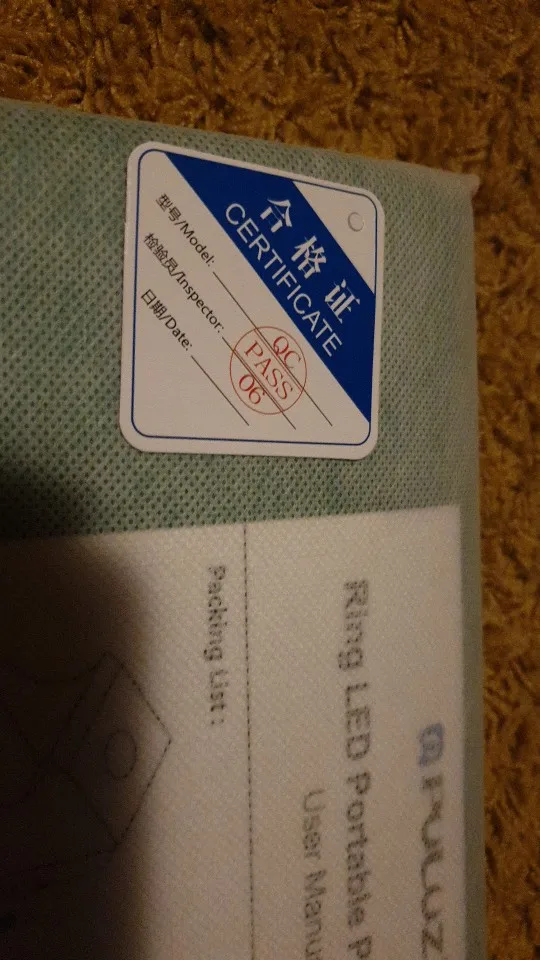 合格证
CERTIFICATE
型号/Model:
检验员/Inspector:
日期/Date:
QC
PASS
06
PULUZ
Ring LED Portable
User
Packing List: